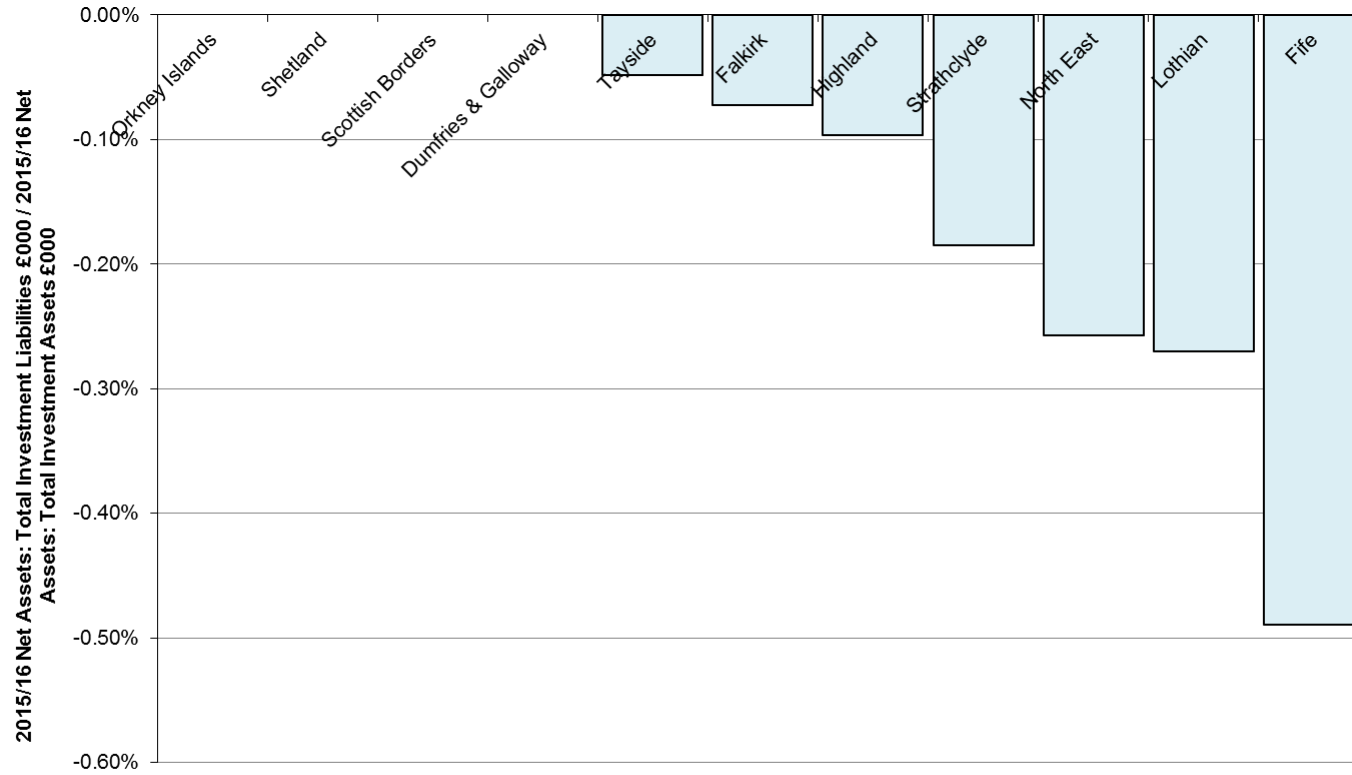 2015/16 Net Assets: Total Investment Liabilities £000 / 2015/16 Net
Assets: Total Investment Assets £000
0.00%
-0.10%
-0.20%
-0.30%
-0.40%
-0.50%
-0.60%
Orkney Islands
Shetland
Scottish Borders
Dumfries & Galloway
Tayside
Falkirk
Highland
Strathclyde
North East
Lothian
Fife